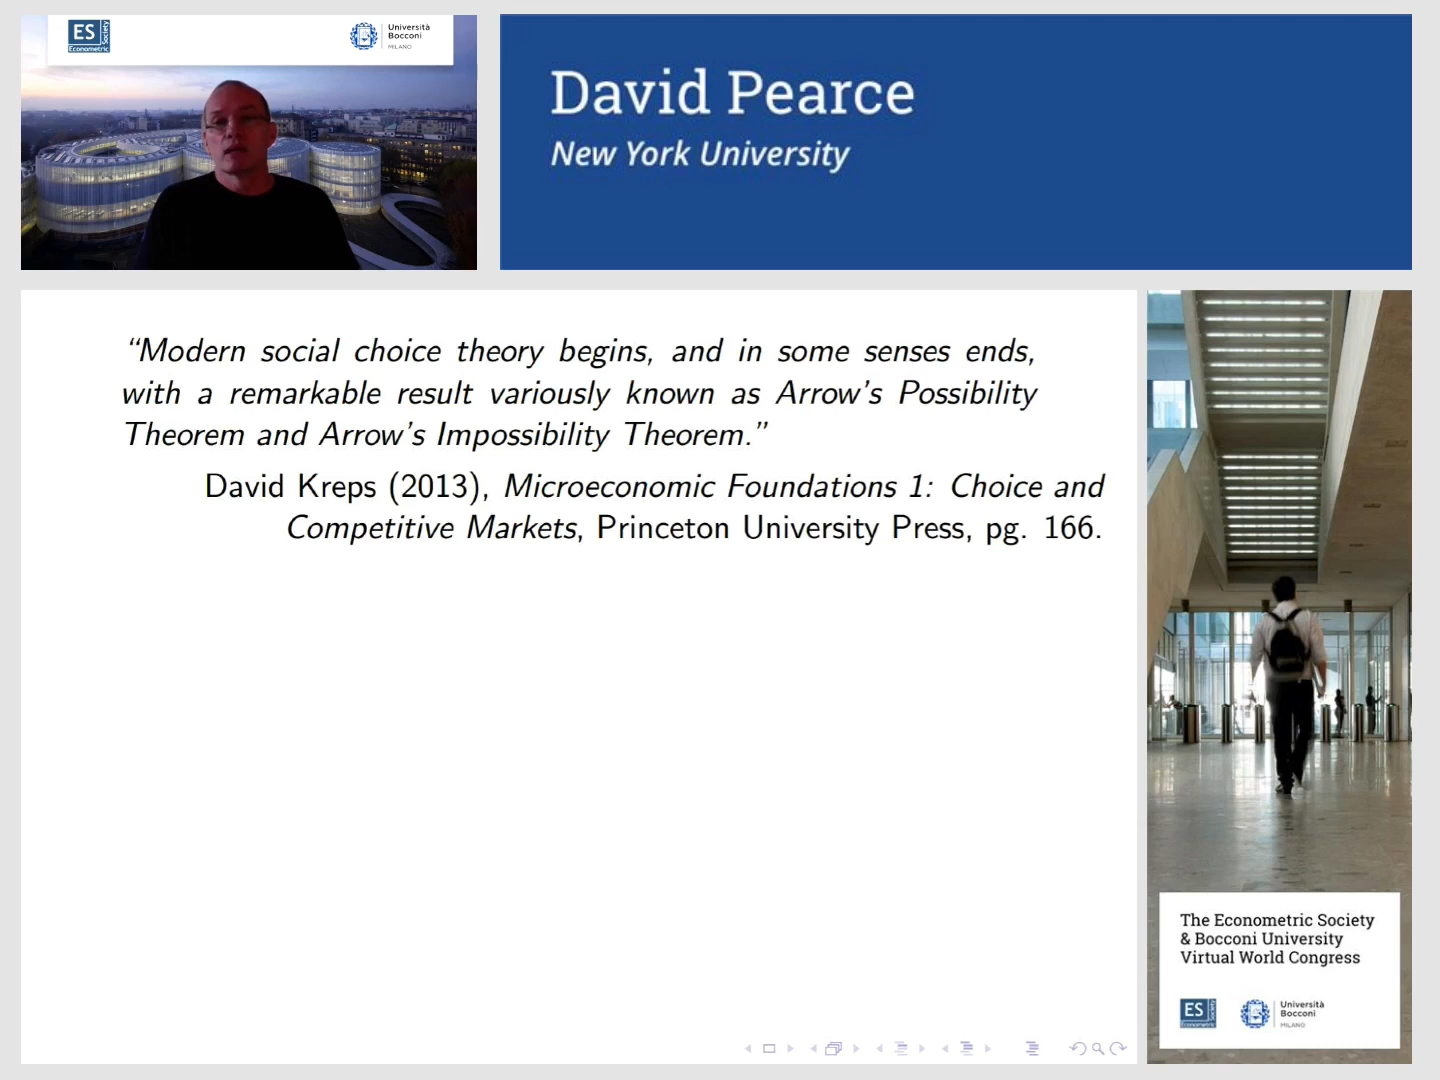 ES
Econometric
Society
Università
Bocconi
MILANO
David Pearce
New York University
“Modern social choice theory begins, and in some senses ends,
with a remarkable result variously known as Arrow’s Possibility
Theorem and Arrow’s Impossibility Theorem.”
David Kreps (2013), Microeconomic Foundations 1: Choice and
Competitive Markets, Princeton University Press, pg. 166.
The Econometric Society
& Bocconi University
Virtual World Congress
ES
Econometric
Society
Università
Bocconi
MILANO